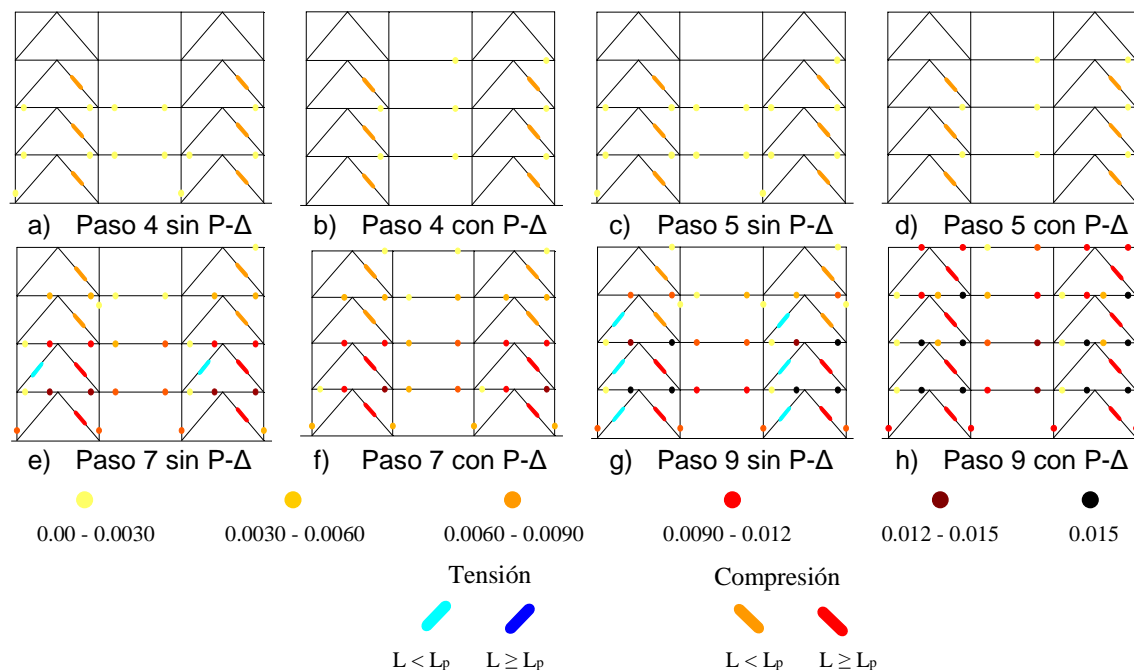 a) Paso 4 sin P-Δ b) Paso 4 con P-Δ c) Paso 5 sin P-Δ d) Paso 5 con P-Δ
e) Paso 7 sin P-Δ f) Paso 7 con P-Δ g) Paso 9 sin P-Δ h) Paso 9 con P-Δ
0.00 - 0.0030 0.0030 - 0.0060 0.0060 - 0.0090 0.0090 - 0.012 0.012 - 0.015 0.015
Tensión Compresión
L < Lp L ≥ Lp L < Lp L ≥ Lp